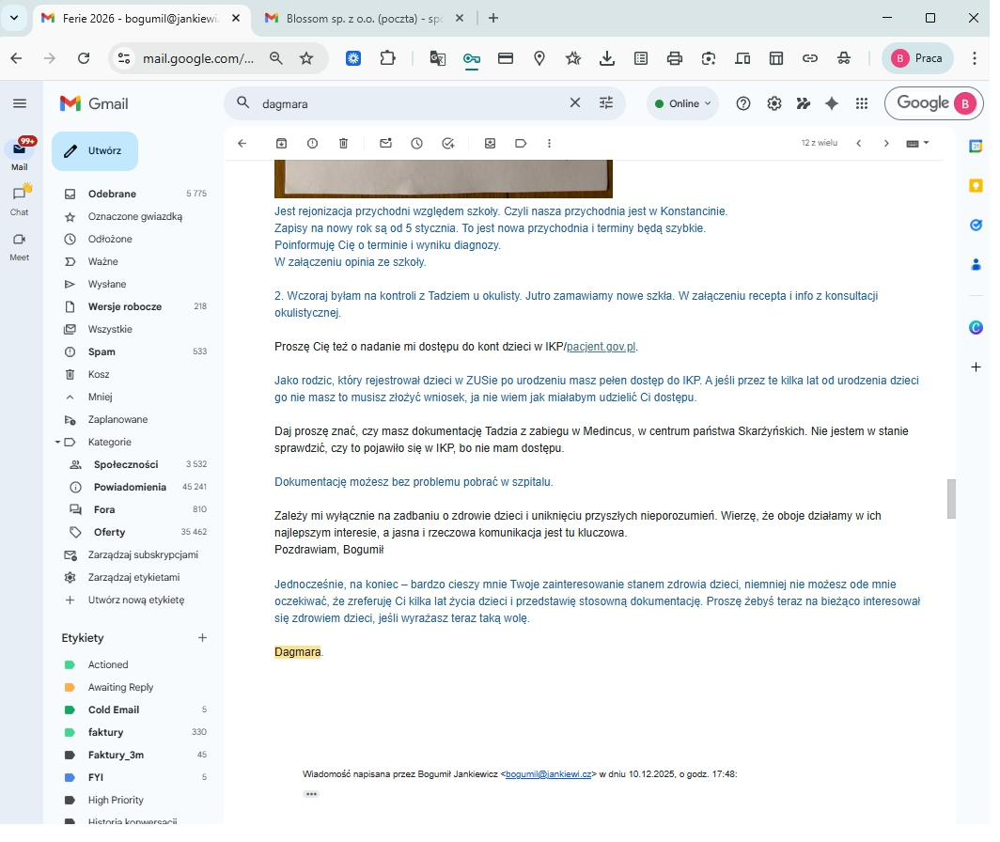 Ferie 2026 - bogumil@jankiewi
Blossom sp. z o.o. (poczta) - spo
mail.google.com/...
B Praca
Gmail
dagmara
Online
Google B
99+
Mail
Chat
Meet
Utwórz
12 z wielu
Odebrane 5 775
Oznaczone gwiazdką
Odłożone
Ważne
Wysłane
Wersje robocze 218
Wszystkie
Spam 533
Kosz
Mniej
Zaplanowane
Kategorie
Społeczności 3 532
Powiadomienia 45 241
Fora 810
Oferty 35 462
Zarządzaj subskrypcjami
Zarządzaj etykietami
Utwórz nową etykietę
Etykiety
Actioned
Awaiting Reply
Cold Email 5
faktury 330
Faktury_3m 45
FYI 5
High Priority
Historia konwersacji
Jest rejonizacja przychodni względem szkoły. Czyli nasza przychodnia jest w Konstancinie.
Zapisy na nowy rok są od 5 stycznia. To jest nowa przychodnia i terminy będą szybkie.
Poinformuję Cię o terminie i wyniku diagnozy.
W załączeniu opinia ze szkoły.
2. Wczoraj byłam na kontroli z Tadziem u okulisty. Jutro zamawiamy nowe szkła. W załączeniu recepta i info z konsultacji
okulistycznej.
Proszę Cię też o nadanie mi dostępu do kont dzieci w IKP/pacjent.gov.pl.
Jako rodzic, który rejestrował dzieci w ZUSie po urodzeniu masz pełen dostęp do IKP. A jeśli przez te kilka lat od urodzenia dzieci
go nie masz to musisz złożyć wniosek, ja nie wiem jak miałabym udzielić Ci dostępu.
Daj proszę znać, czy masz dokumentację Tadzia z zabiegu w Medincus, w centrum państwa Skarżyńskich. Nie jestem w stanie
sprawdzić, czy to pojawiło się w IKP, bo nie mam dostępu.
Dokumentację możesz bez problemu pobrać w szpitalu.
Zależy mi wyłącznie na zadbaniu o zdrowie dzieci i uniknięciu przyszłych nieporozumień. Wierzę, że oboje działamy w ich
najlepszym interesie, a jasna i rzeczowa komunikacja jest tu kluczowa.
Pozdrawiam, Bogumił
Jednocześnie, na koniec – bardzo cieszy mnie Twoje zainteresowanie stanem zdrowia dzieci, niemniej nie możesz ode mnie
oczekiwać, że zreferuję Ci kilka lat życia dzieci i przedstawię stosowną dokumentację. Proszę żebyś teraz na bieżąco interesował
się zdrowiem dzieci, jeśli wyrażasz teraz taką wolę.
Dagmara.
Wiadomość napisana przez Bogumił Jankiewicz <bogumil@jankiewi.cz> w dniu 10.12.2025, o godz. 17:48: